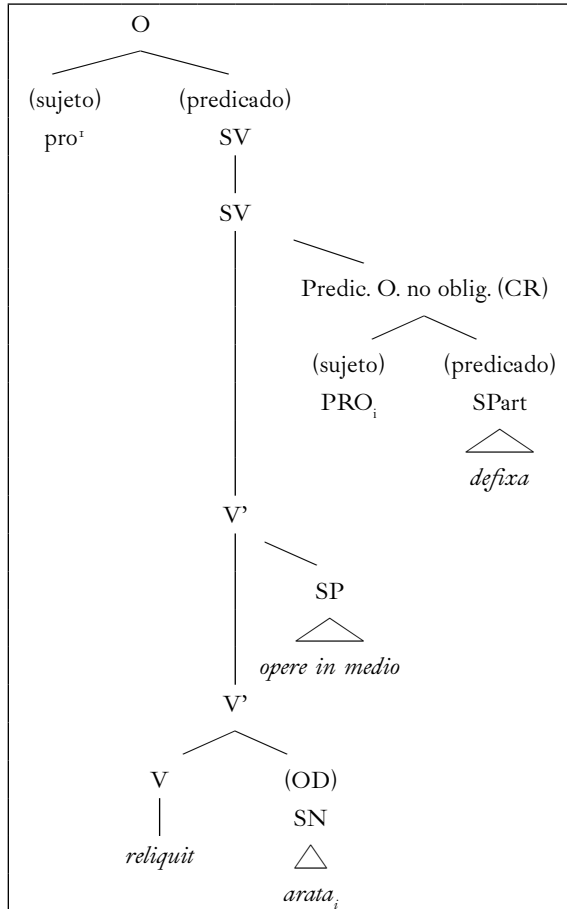 O
(sujeto) (predicado)
pro¹ SV
SV
Predic. O. no oblig. (CR)
(sujeto) (predicado)
PROᵢ SPart
defixa
V’
SP
opere in medio
V’
V (OD)
SN
reliquit
arataᵢ